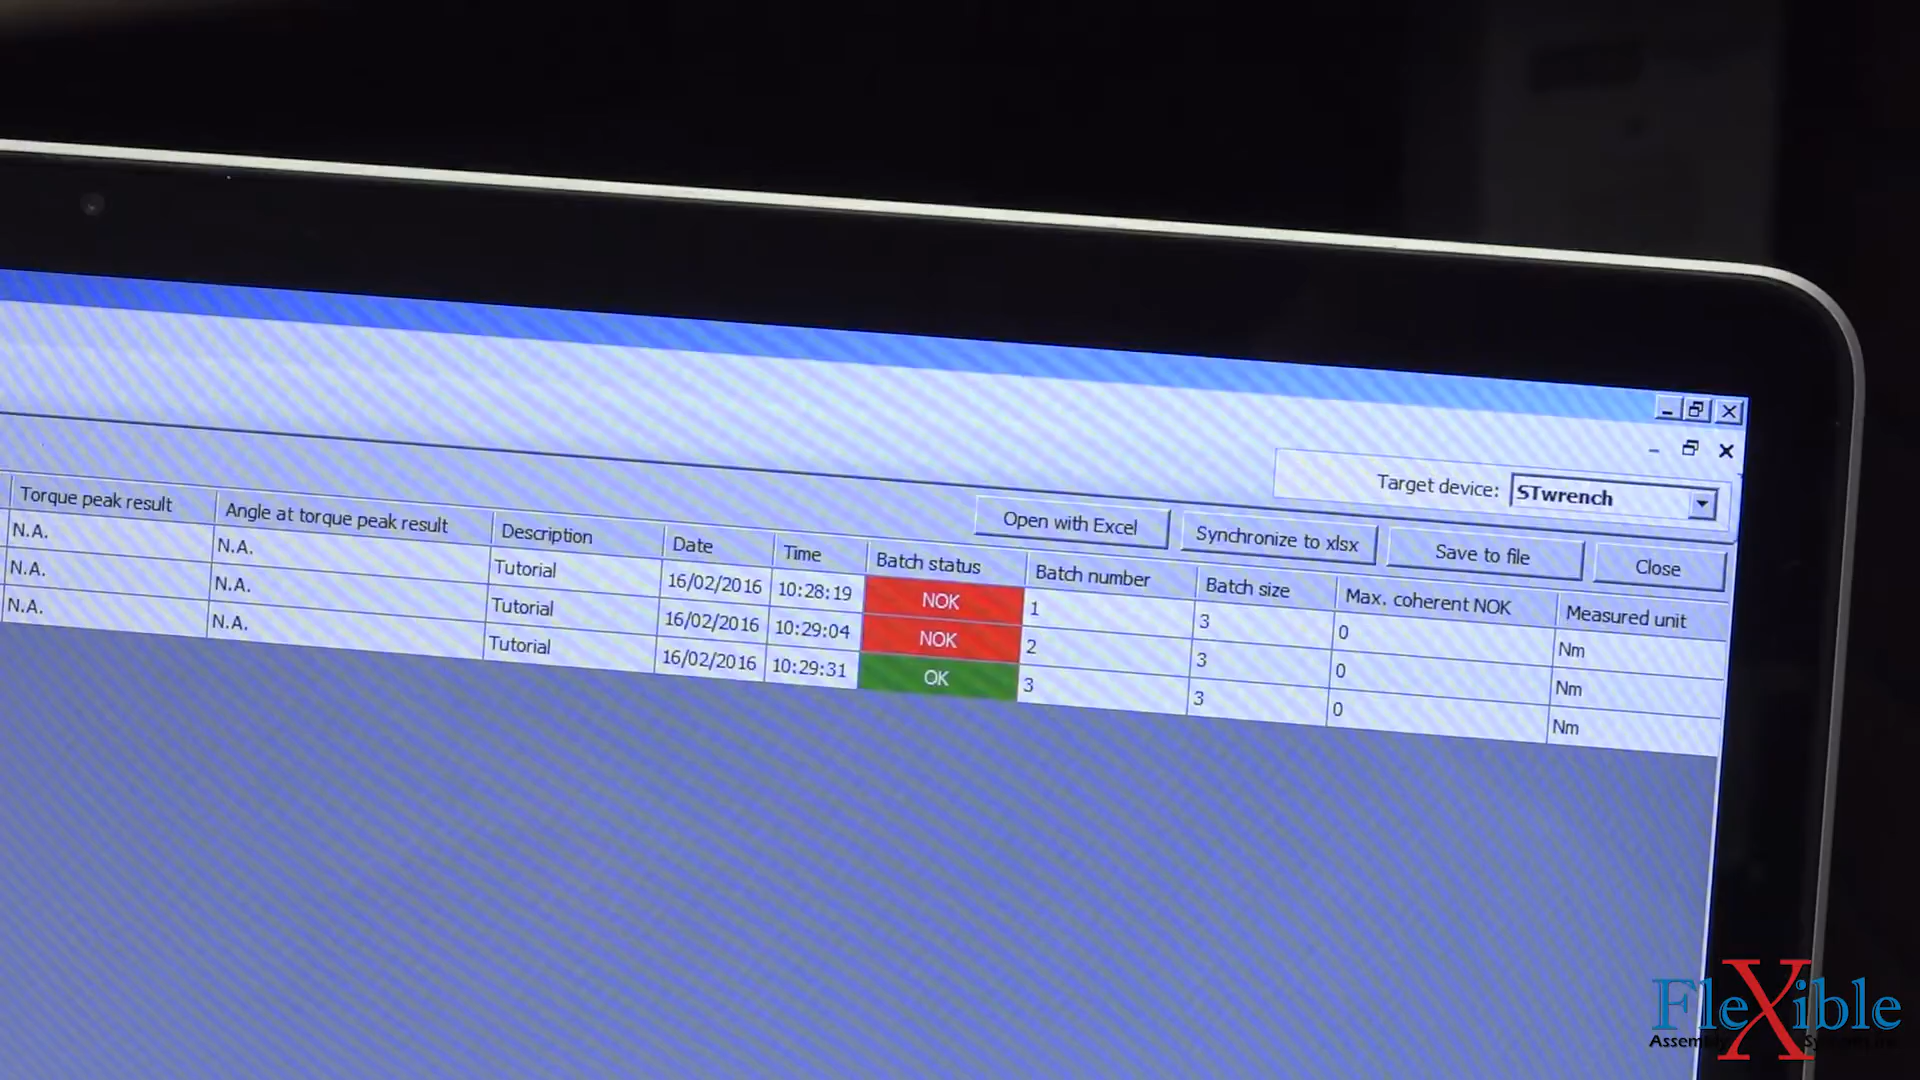 Target device: STwrench
Open with Excel Synchronize to xlsx Save to file Close
Torque peak result Angle at torque peak result Description Date Time Batch status Batch number Batch size Max. coherent NOK Measured unit
N.A. N.A. Tutorial 16/02/2016 10:28:19 NOK 1 3 0 Nm
N.A. N.A. Tutorial 16/02/2016 10:29:04 NOK 2 3 0 Nm
N.A. N.A. Tutorial 16/02/2016 10:29:31 OK 3 3 0 Nm
FleXible